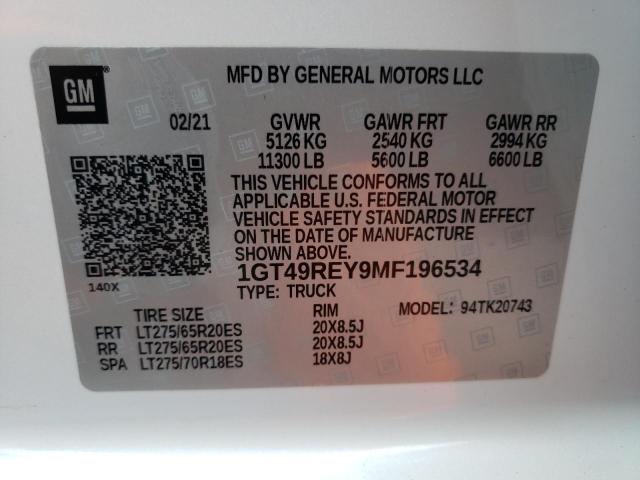 GM
MFD BY GENERAL MOTORS LLC
02/21 GVWR GAWR FRT GAWR RR
5126 KG 2540 KG 2994 KG
11300 LB 5600 LB 6600 LB
THIS VEHICLE CONFORMS TO ALL
APPLICABLE U.S. FEDERAL MOTOR
VEHICLE SAFETY STANDARDS IN EFFECT
ON THE DATE OF MANUFACTURE
SHOWN ABOVE.
140X
1GT49REY9MF196534
TYPE: TRUCK
MODEL: 94TK20743
TIRE SIZE RIM
FRT LT275/65R20ES 20X8.5J
RR LT275/65R20ES 20X8.5J
SPA LT275/70R18ES 18X8J